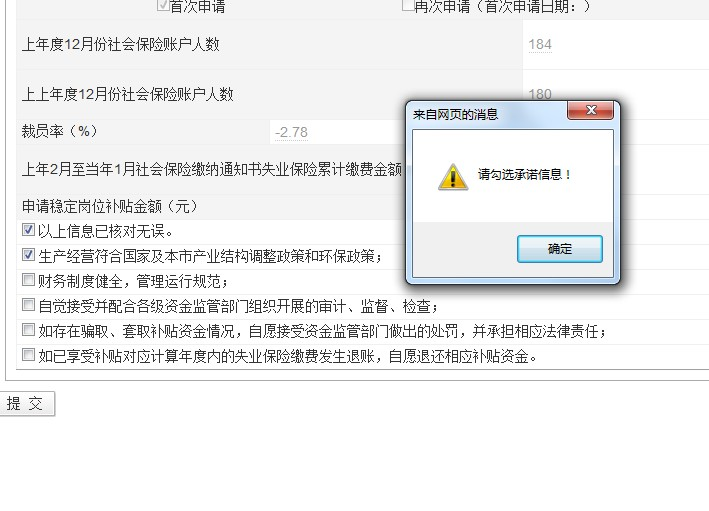 首次申请 再次申请（首次申请日期：）
上年度12月份社会保险账户人数 184
上上年度12月份社会保险账户人数 180
来自网页的消息
裁员率（%） -2.78
上年2月至当年1月社会保险缴纳通知书失业保险累计缴费金额
请勾选承诺信息！
申请稳定岗位补贴金额（元）
以上信息已核对无误。
确定
生产经营符合国家及本市产业结构调整政策和环保政策；
财务制度健全，管理运行规范；
自觉接受并配合各级资金监管部门组织开展的审计、监督、检查；
如存在骗取、套取补贴资金情况，自愿接受资金监管部门做出的处罚，并承担相应法律责任；
如已享受补贴对应计算年度内的失业保险缴费发生退账，自愿退还相应补贴资金。
提 交